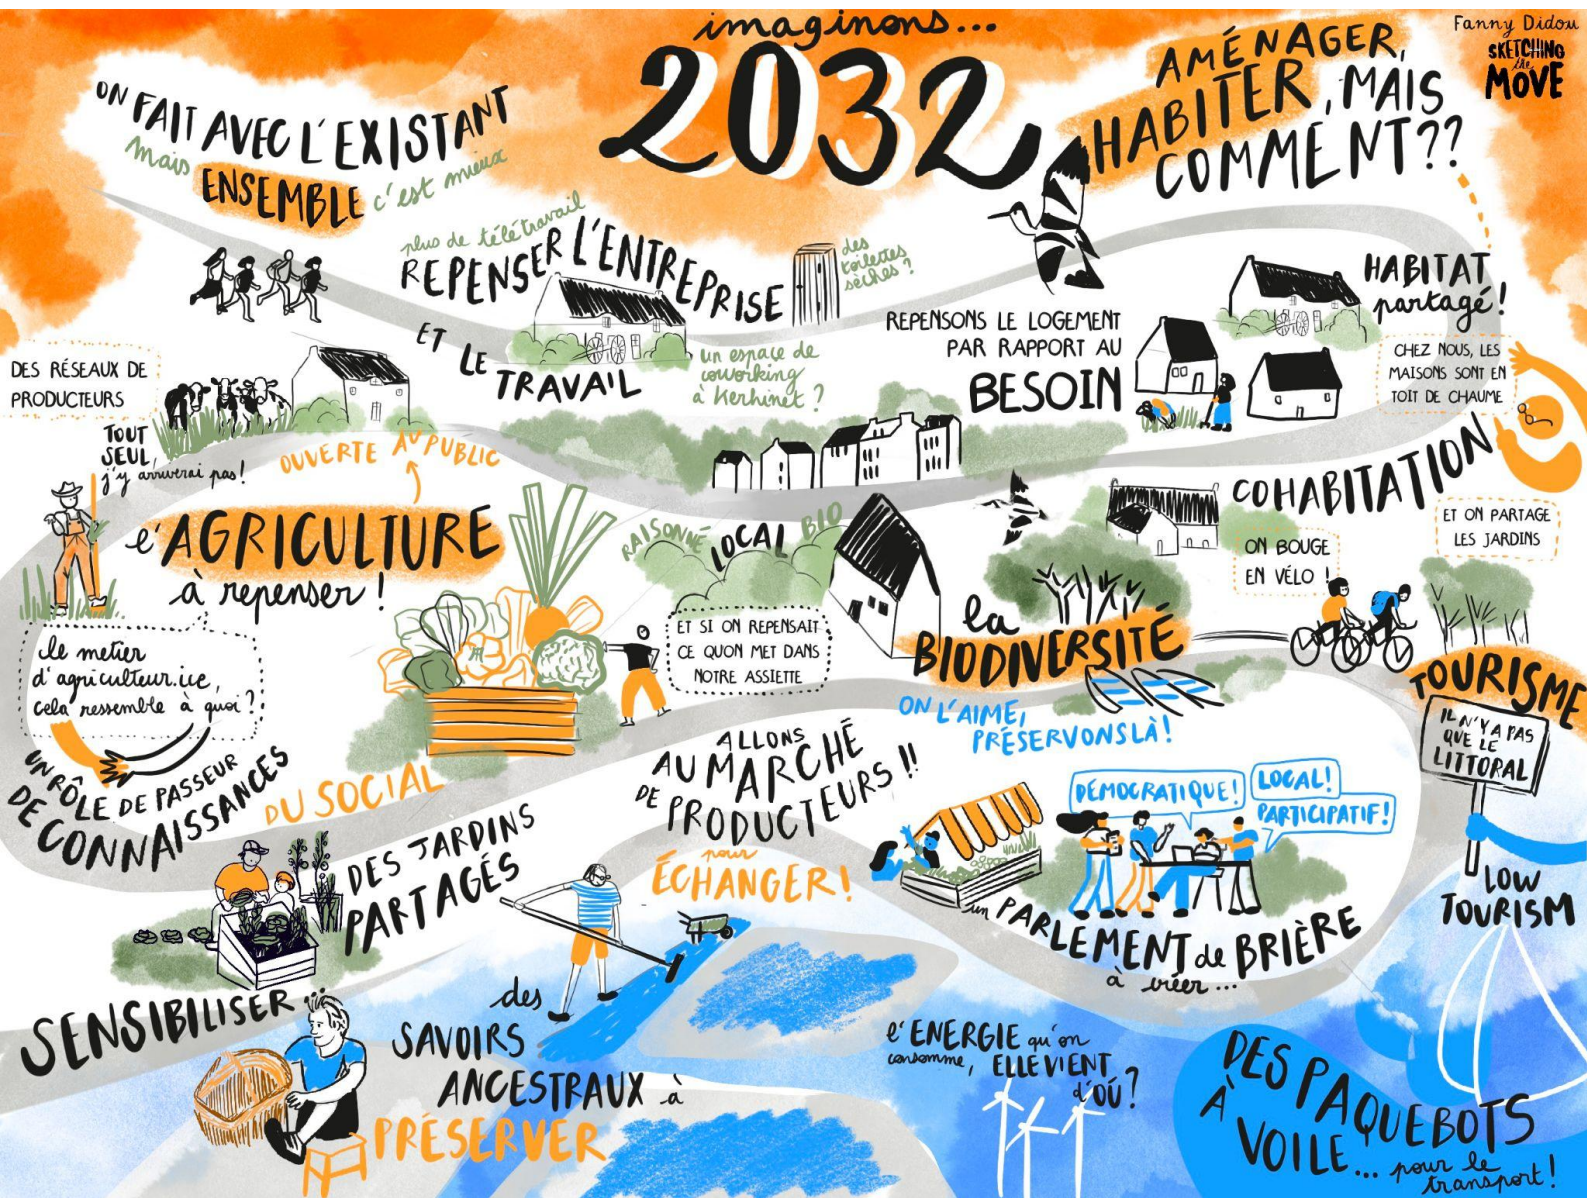 imaginons...
2032
Fanny Didou
SKETCHING
the
MOVE
ON FAIT AVEC L'EXISTANT
mais
ENSEMBLE
c'est mieux
plus de télétravail
REPENSER L'ENTREPRISE
ET LE
TRAVAIL
des
toilettes
sèches ?
un espace de
coworking
à Kerhinet ?
AMÉNAGER,
HABITER, MAIS
COMMENT??
REPENSONS LE LOGEMENT
PAR RAPPORT AU
BESOIN
HABITAT
partagé !
CHEZ NOUS, LES
MAISONS SONT EN
TOIT DE CHAUME
COHABITATION
ET ON PARTAGE
LES JARDINS
ON BOUGE
EN VÉLO !
DES RÉSEAUX DE
PRODUCTEURS
TOUT
SEUL,
j'y arriverai pas !
OUVERTE AU PUBLIC
l'AGRICULTURE
à repenser !
le metier
d'agriculteur.ice,
cela ressemble à quoi ?
UN RÔLE DE PASSEUR
DE CONNAISSANCES
RAISONNÉ
LOCAL
BIO
ET SI ON REPENSAIT
CE QUON MET DANS
NOTRE ASSIETTE
la
BIODIVERSITÉ
ON L'AIME,
PRÉSERVONS LÀ !
TOURISME
IL N'Y A PAS
QUE LE
LITTORAL
LOW
TOURISM
DU SOCIAL
DES JARDINS
PARTAGÉS
ALLONS
AU MARCHÉ
DE PRODUCTEURS !!
pour
ÉCHANGER !
DÉMOCRATIQUE !
LOCAL !
PARTICIPATIF !
un PARLEMENT de BRIÈRE
à créer ...
SENSIBILISER ...
des
SAVOIRS
ANCESTRAUX à
PRÉSERVER
l'ENERGIE qu'on
consomme, ELLE VIENT
d'OÙ ?
DES PAQUEBOTS
À VOILE... pour le
transport !